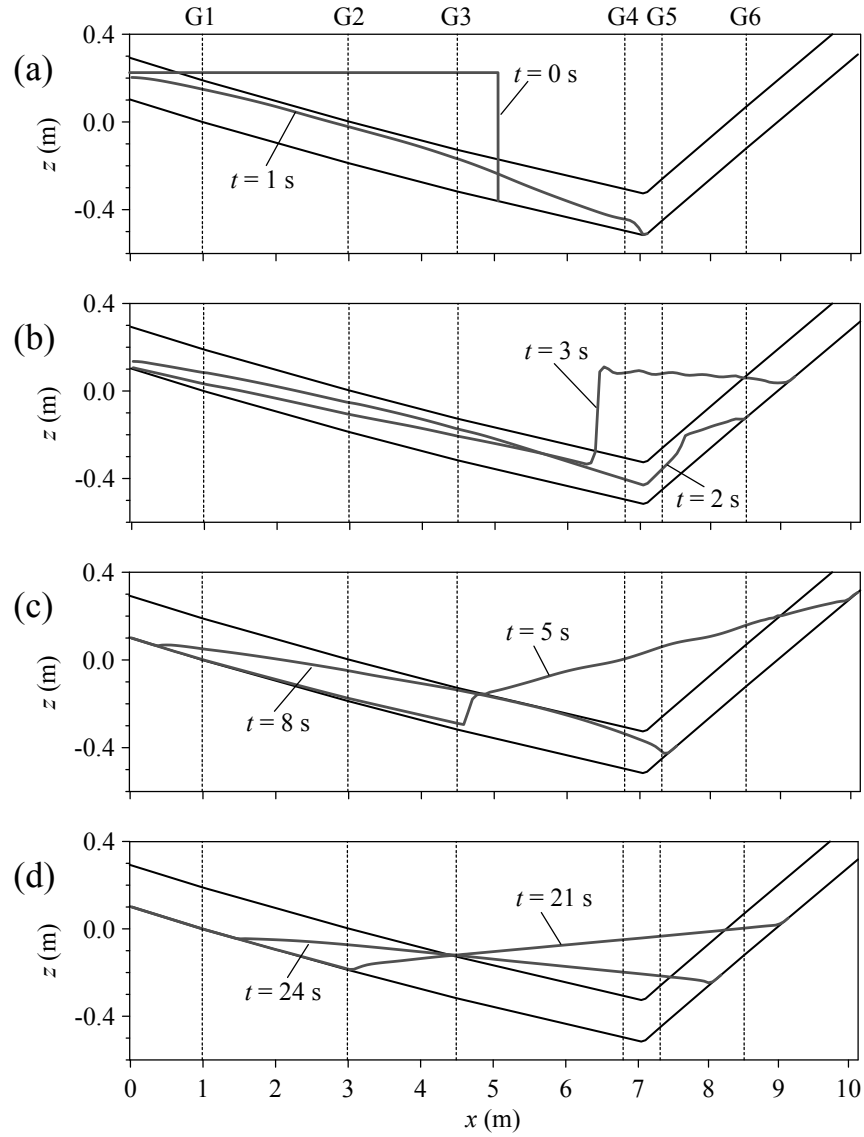 G1 G2 G3 G4 G5 G6
(a)
0.4
0.0
-0.4
z (m)
t = 0 s
t = 1 s
(b)
0.4
0.0
-0.4
z (m)
t = 3 s
t = 2 s
(c)
0.4
0.0
-0.4
z (m)
t = 5 s
t = 8 s
(d)
0.4
0.0
-0.4
z (m)
t = 21 s
t = 24 s
0 1 2 3 4 5 6 7 8 9 10
x (m)